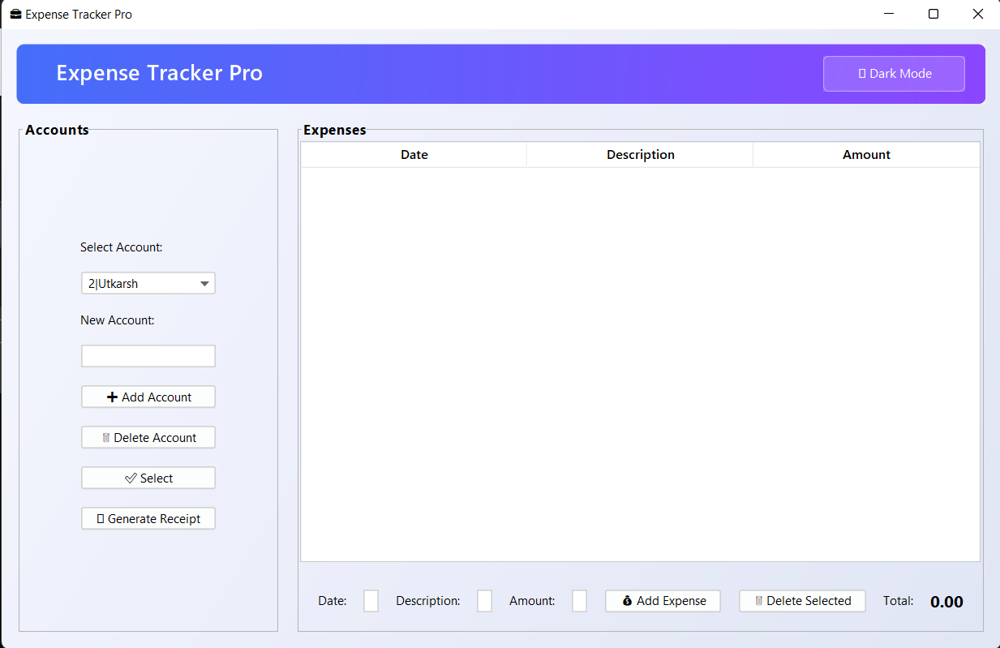 Expense Tracker Pro
Expense Tracker Pro
Dark Mode
Accounts
Select Account:
2|Utkarsh
New Account:
Add Account
Delete Account
Select
Generate Receipt
Expenses
Date Description Amount
Date: Description: Amount: Add Expense Delete Selected Total: 0.00